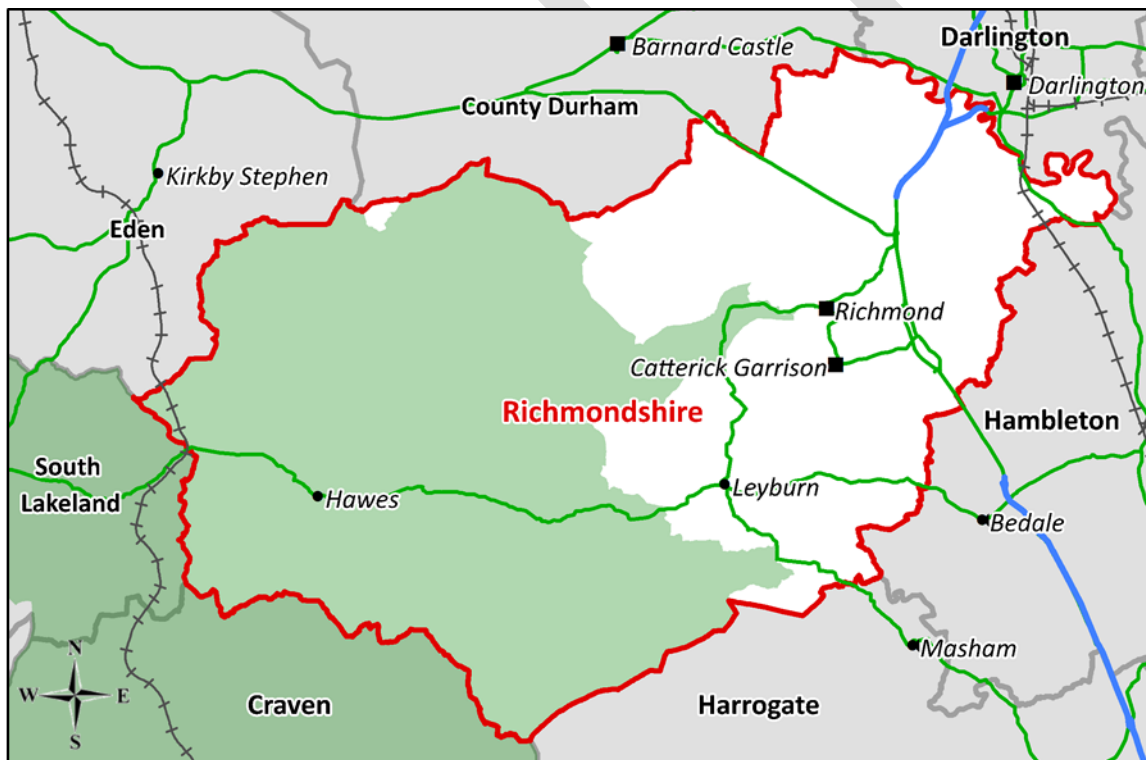 Darlington
Barnard Castle
Darlington
County Durham
Kirkby Stephen
Eden
Richmond
Catterick Garrison
Richmondshire
Hambleton
South
Lakeland
Hawes
Leyburn
Bedale
N
W E
S
Masham
Craven
Harrogate